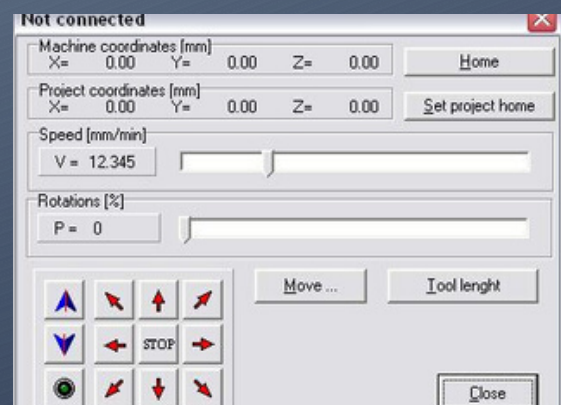 Not connected
Machine coordinates [mm]
X= 0.00 Y= 0.00 Z= 0.00
Home
Project coordinates [mm]
X= 0.00 Y= 0.00 Z= 0.00
Set project home
Speed [mm/min]
V = 12.345
Rotations [%]
P = 0
Move ...
Tool lenght
STOP
Close